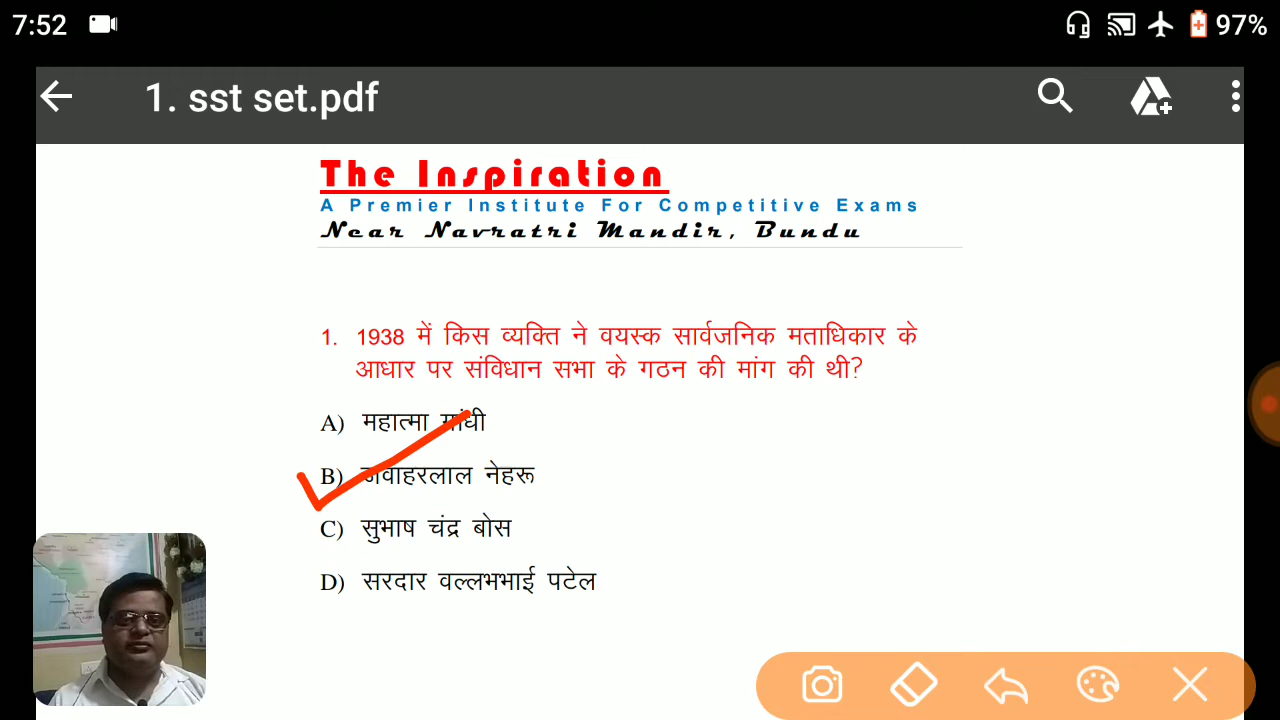 7:52 97%
1. sst set.pdf
The Inspiration
A Premier Institute For Competitive Exams
Near Navratri Mandir, Bundu
1. 1938 में किस व्यक्ति ने वयस्क सार्वजनिक मताधिकार के
आधार पर संविधान सभा के गठन की मांग की थी?
A) महात्मा गांधी
B) जवाहरलाल नेहरू
C) सुभाष चंद्र बोस
D) सरदार वल्लभभाई पटेल